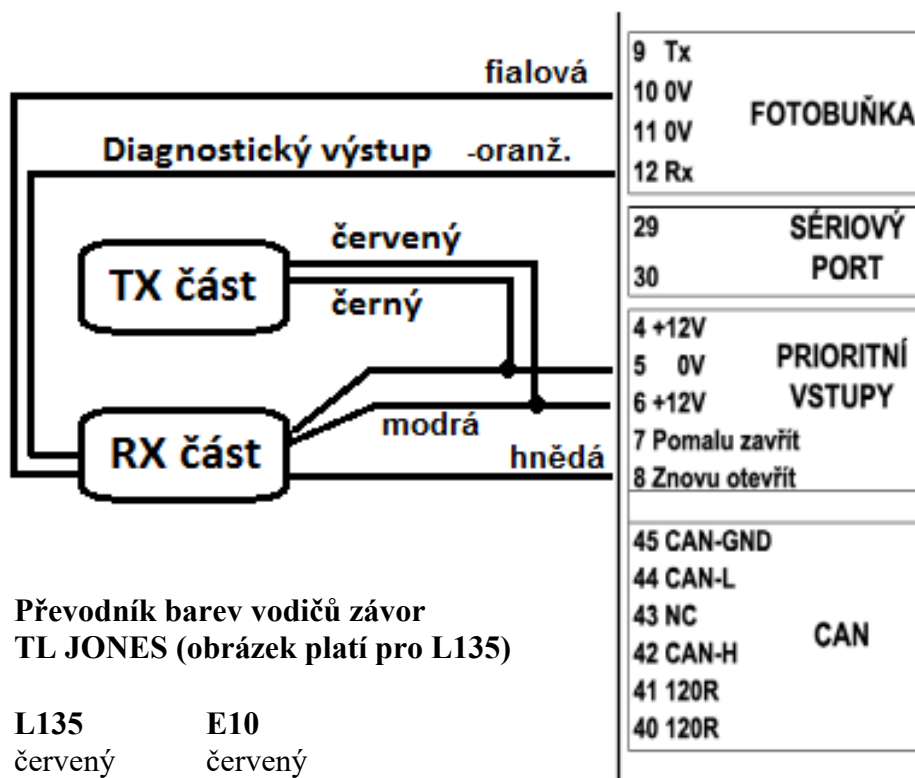 fialová
Diagnostický výstup -oranž.
TX část
červený
černý
RX část
modrá
hnědá
9 Tx
10 0V
11 0V
12 Rx
FOTOBUŇKA
29
30
SÉRIOVÝ
PORT
4 +12V
5 0V
6 +12V
7 Pomalu zavřít
8 Znovu otevřít
PRIORITNÍ
VSTUPY
45 CAN-GND
44 CAN-L
43 NC
42 CAN-H
41 120R
40 120R
CAN
Převodník barev vodičů závor
TL JONES (obrázek platí pro L135)
L135 E10
červený červený